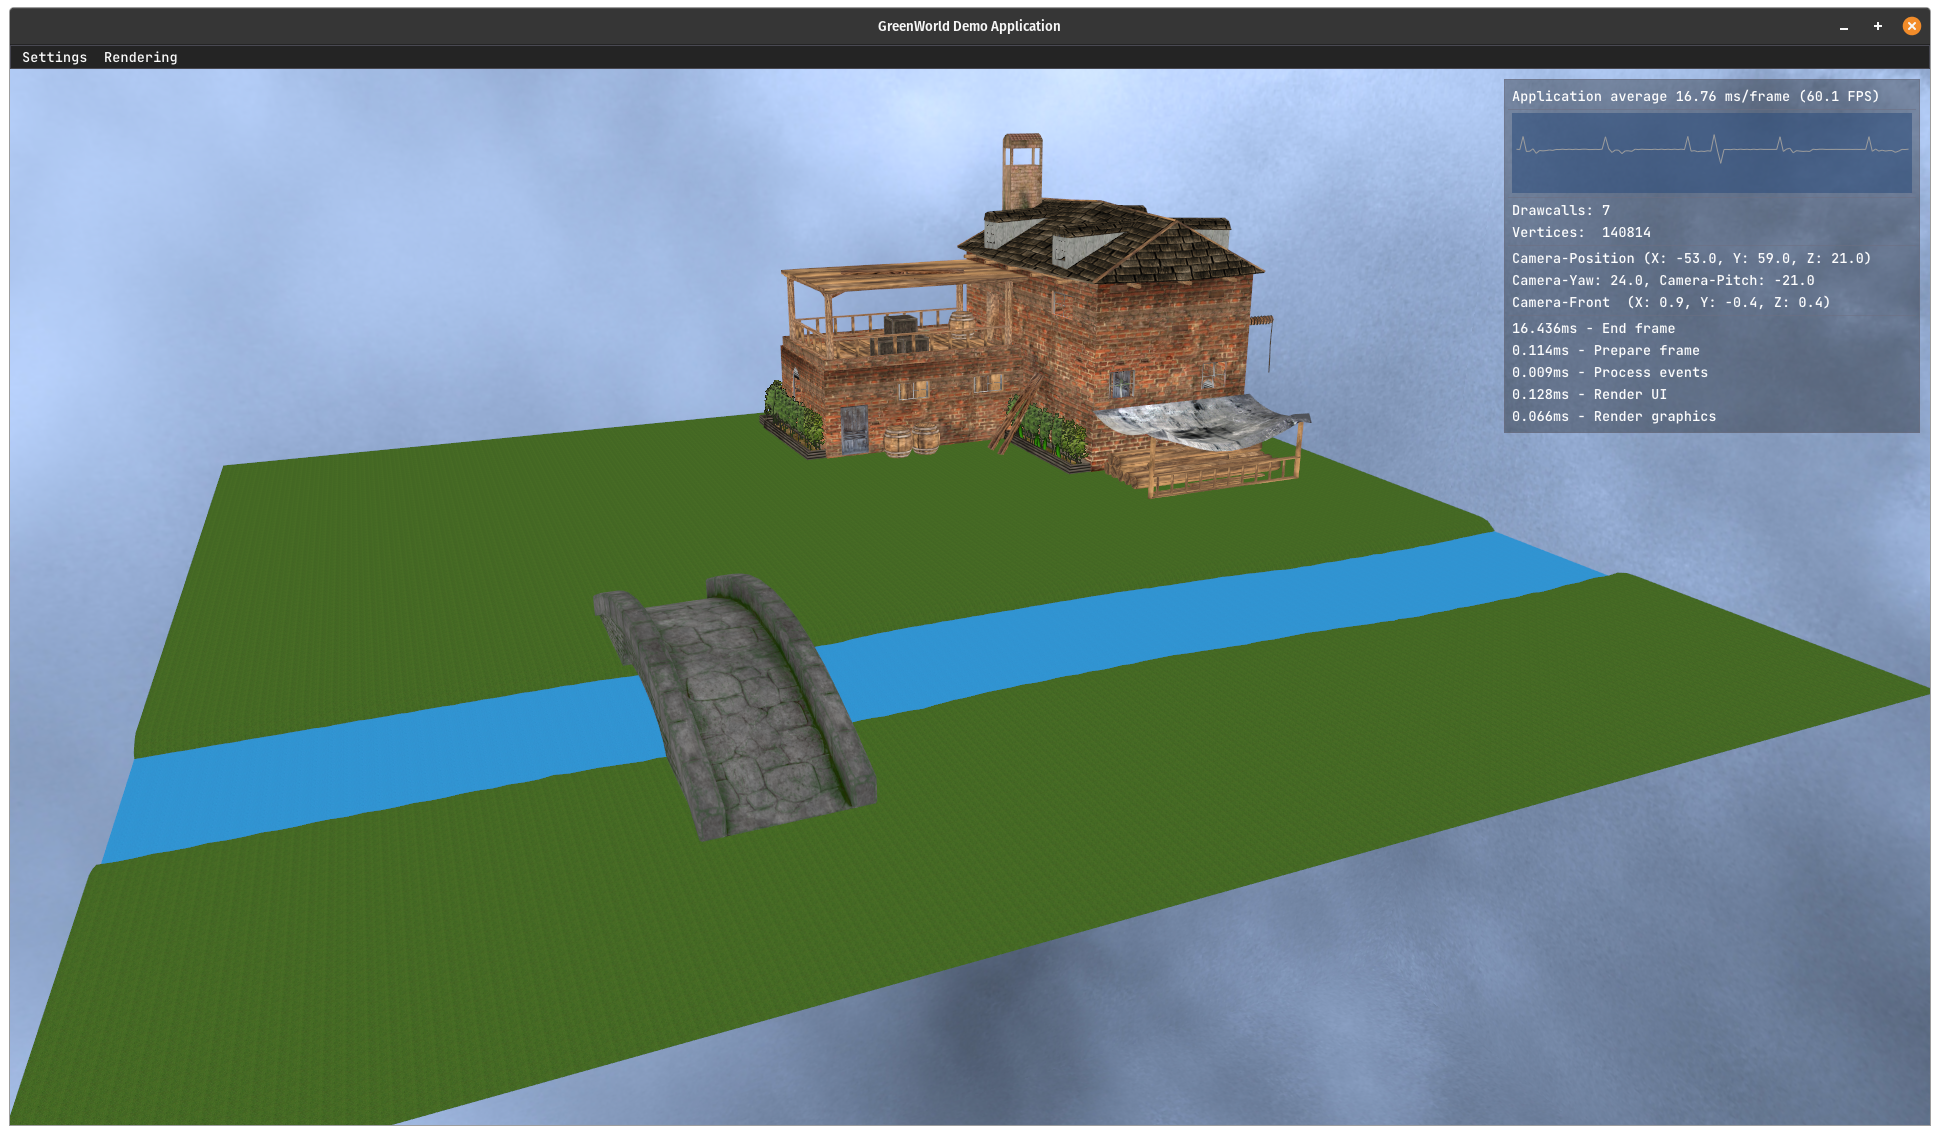 GreenWorld Demo Application
Settings Rendering
Application average 16.76 ms/frame (60.1 FPS)
Drawcalls: 7
Vertices:  140814
Camera-Position (X: -53.0, Y: 59.0, Z: 21.0)
Camera-Yaw: 24.0, Camera-Pitch: -21.0
Camera-Front  (X: 0.9, Y: -0.4, Z: 0.4)
16.436ms - End frame
0.114ms - Prepare frame
0.009ms - Process events
0.128ms - Render UI
0.066ms - Render graphics